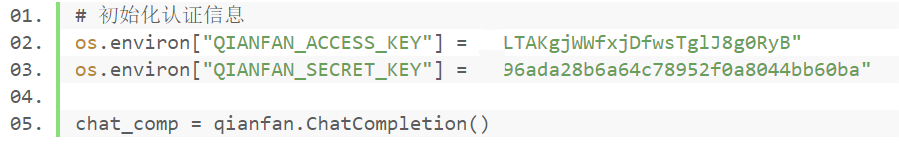 01. # 初始化认证信息
02. os.environ["QIANFAN_ACCESS_KEY"] = LTAKgjWWfxjDfwsTglJ8g0RyB"
03. os.environ["QIANFAN_SECRET_KEY"] = 96ada28b6a64c78952f0a8044bb60ba"
04.
05. chat_comp = qianfan.ChatCompletion()